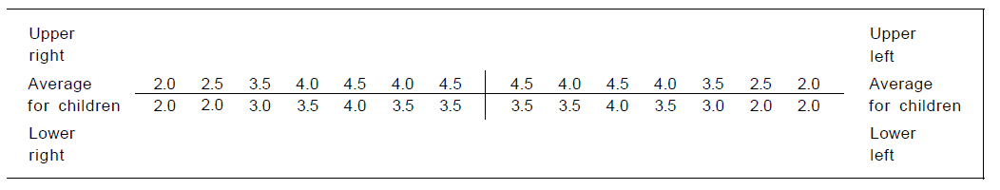 Upper Upper
right left
Average 2.0 2.5 3.5 4.0 4.5 4.0 4.5 4.5 4.0 4.5 4.0 3.5 2.5 2.0 Average
for children 2.0 2.0 3.0 3.5 4.0 3.5 3.5 3.5 3.5 4.0 3.5 3.0 2.0 2.0 for children
Lower Lower
right left